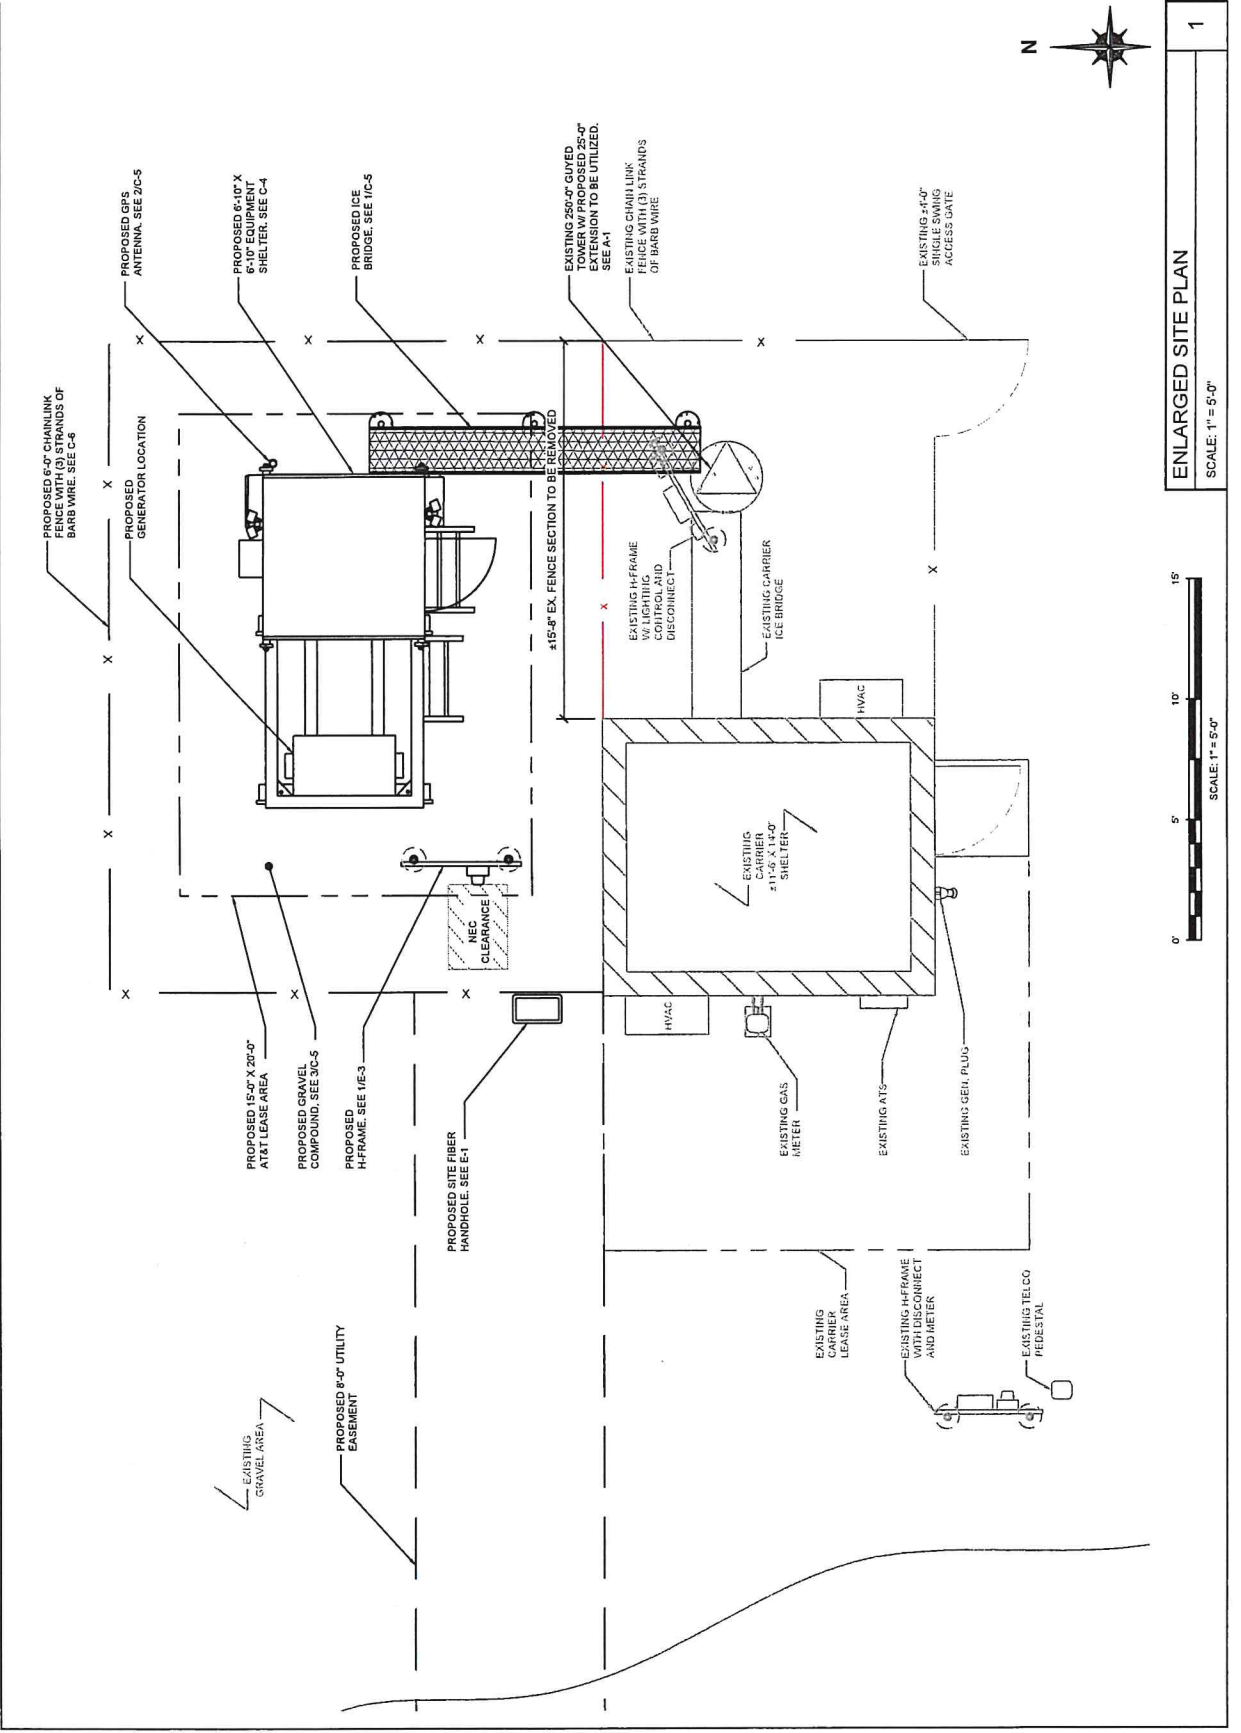 PROPOSED 6'-0" CHAINLINK
FENCE WITH (3) STRANDS OF
BARB WIRE. SEE C-6
PROPOSED
GENERATOR LOCATION
PROPOSED GPS
ANTENNA. SEE 2/C-5
PROPOSED 6'-10" X
6'-10" EQUIPMENT
SHELTER. SEE C-4
PROPOSED ICE
BRIDGE. SEE 1/C-5
EXISTING 250'-0" GUYED
TOWER W/ PROPOSED 25'-0"
EXTENSION TO BE UTILIZED.
SEE A-1
EXISTING CHAIN LINK
FENCE WITH (3) STRANDS
OF BARB WIRE
EXISTING ±4'-0"
SINGLE SWING
ACCESS GATE
±15'-8" EX. FENCE SECTION TO BE REMOVED
EXISTING H-FRAME
W/ LIGHTING
CONTROL AND
DISCONNECT
EXISTING CARRIER
ICE BRIDGE
HVAC
NEC
CLEARANCE
EXISTING
CARRIER
±11'-6" X 14'-0"
SHELTER
HVAC
PROPOSED 15'-0" X 20'-0"
AT&T LEASE AREA
PROPOSED GRAVEL
COMPOUND, SEE 3/C-5
PROPOSED
H-FRAME. SEE 1/E-3
PROPOSED SITE FIBER
HANDHOLE. SEE E-1
EXISTING GAS
METER
EXISTING ATS
EXISTING GEN. PLUG
EXISTING
GRAVEL AREA
PROPOSED 8'-0" UTILITY
EASEMENT
EXISTING
CARRIER
LEASE AREA
EXISTING H-FRAME
WITH DISCONNECT
AND METER
EXISTING TELCO
PEDESTAL
X
X
X
X
X
X
X
X
X
X
X
X
N
0'
5'
10'
15'
SCALE: 1" = 5'-0"
ENLARGED SITE PLAN
SCALE: 1" = 5'-0"
1